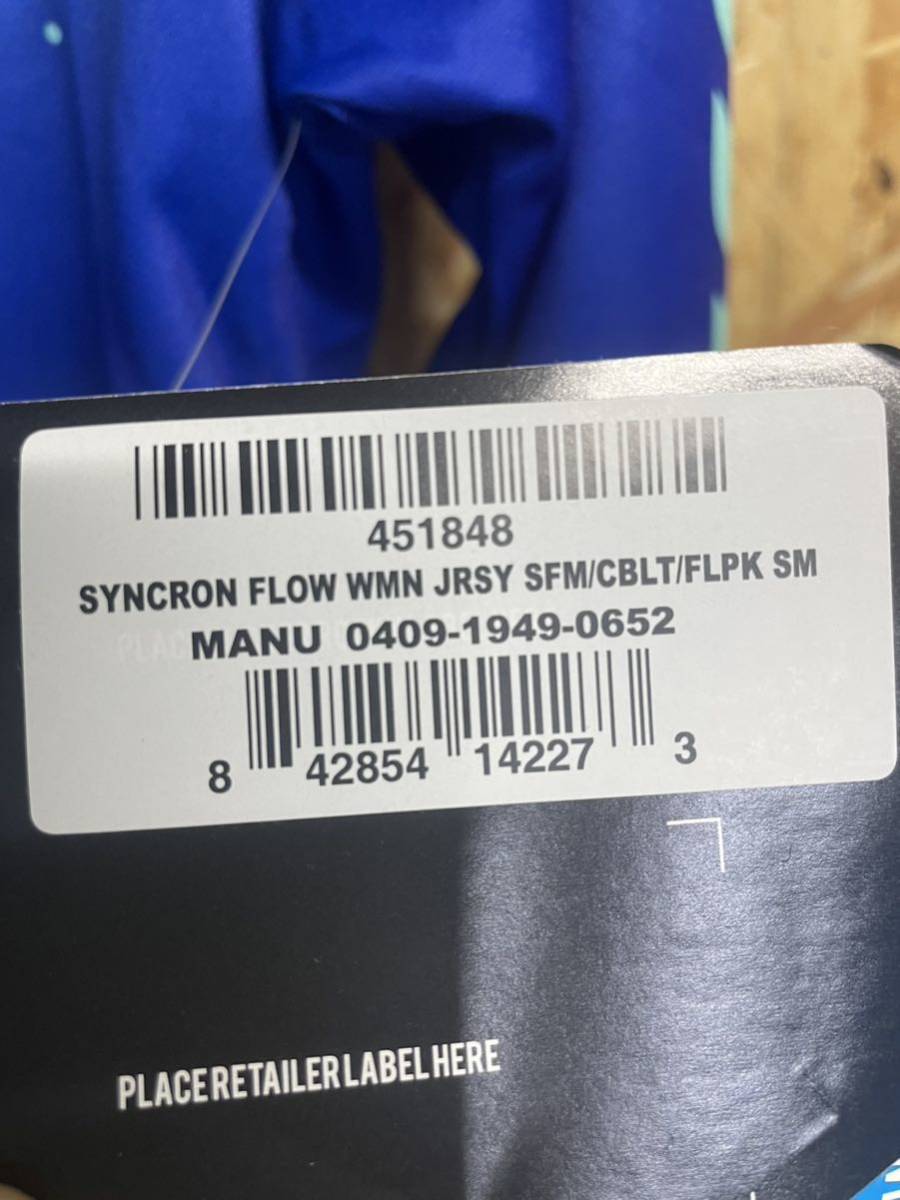 451848
SYNCRON FLOW WMN JRSY SFM/CBLT/FLPK SM
MANU 0409-1949-0652
8 42854 14227 3
PLACE RETAILER LABEL HERE